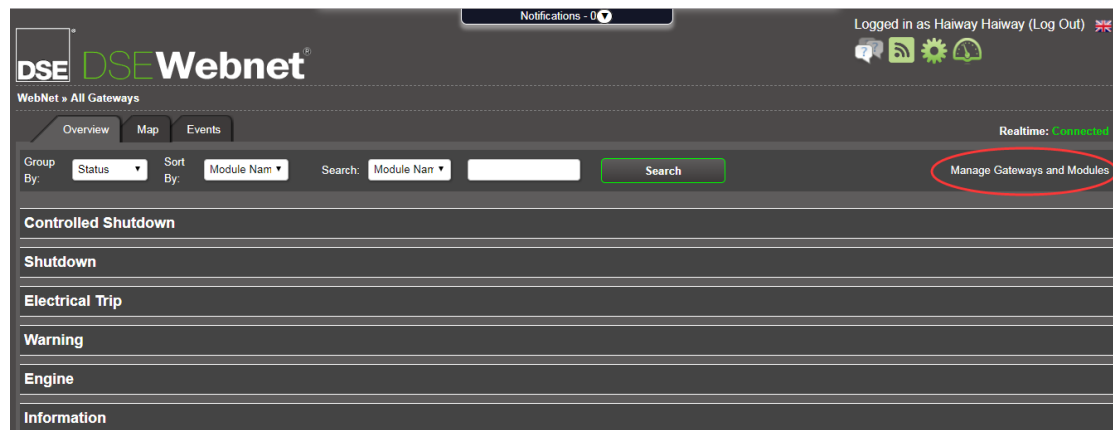 Notifications - 0
Logged in as Haiway Haiway (Log Out)
DSE DSEWebnet®
WebNet » All Gateways
Overview Map Events
Realtime: Connected
Group By: Status Sort By: Module Nam Search: Module Nam Search Manage Gateways and Modules
Controlled Shutdown
Shutdown
Electrical Trip
Warning
Engine
Information